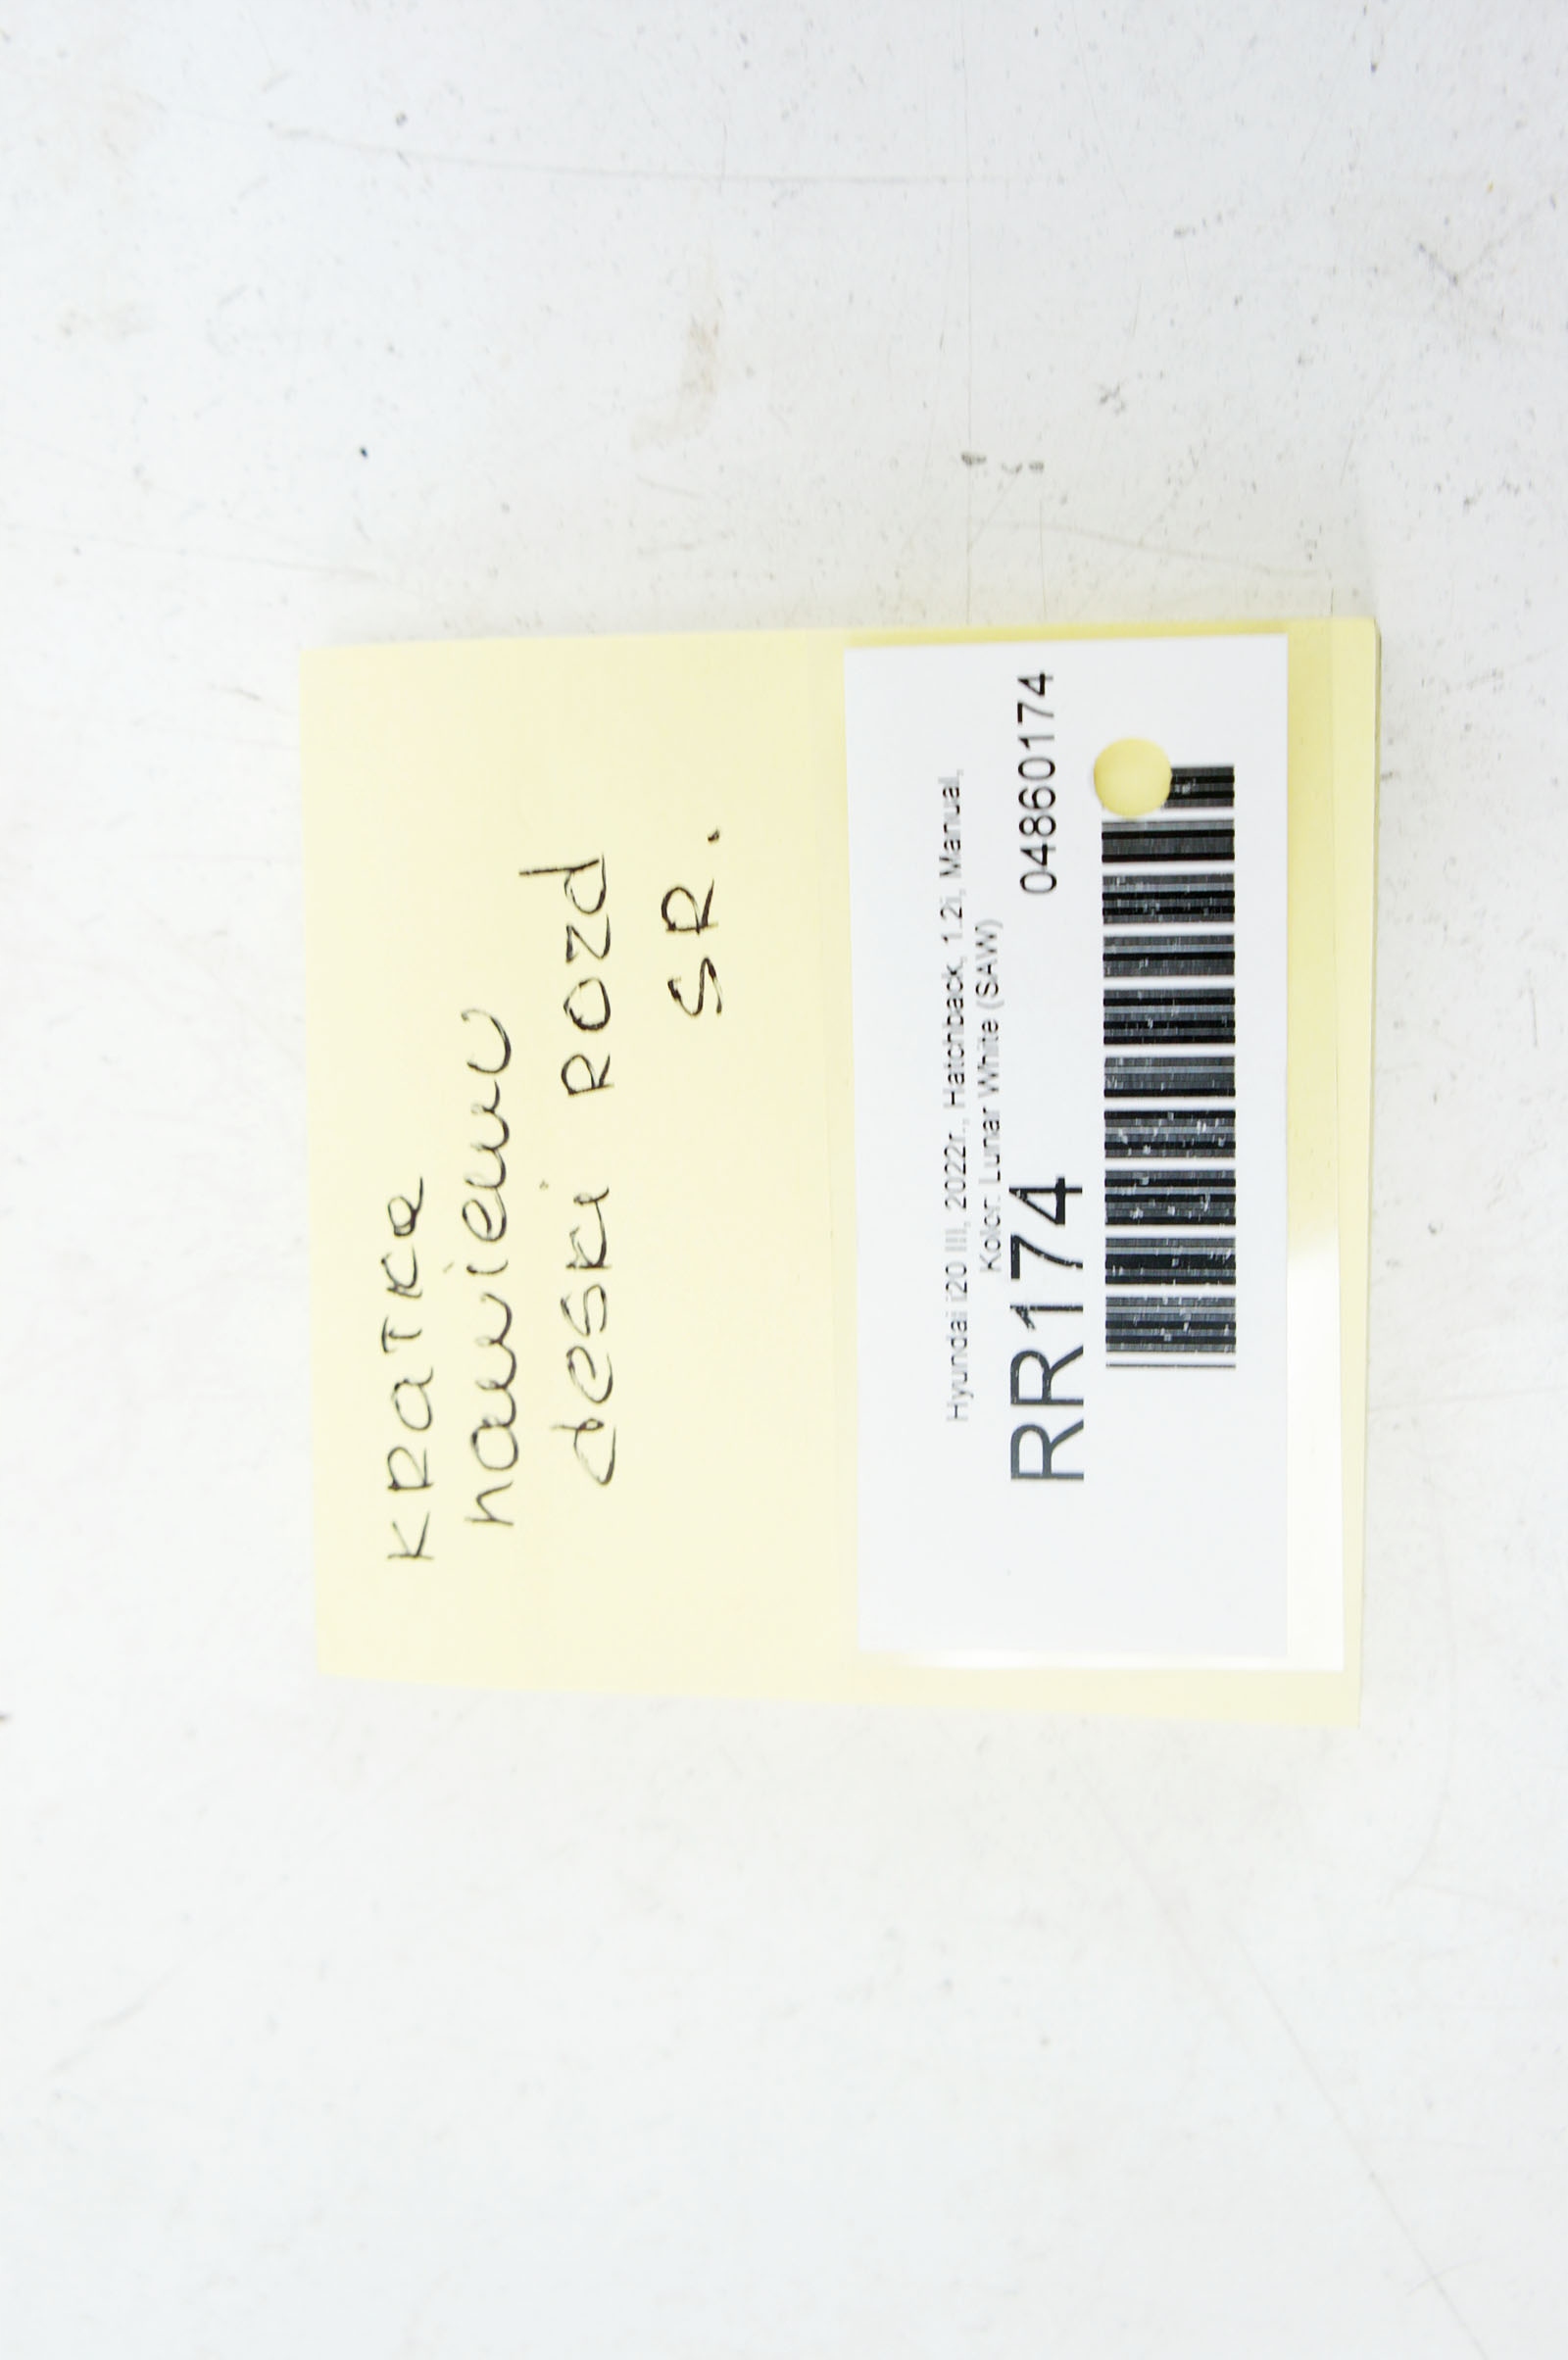 KRatka
nawiewu
deski ROzd
SR.
Hyundai i20 III, 2022r., Hatchback, 1.2i, Manual,
Kolor: Lunar White (SAW)
04860174
RR174